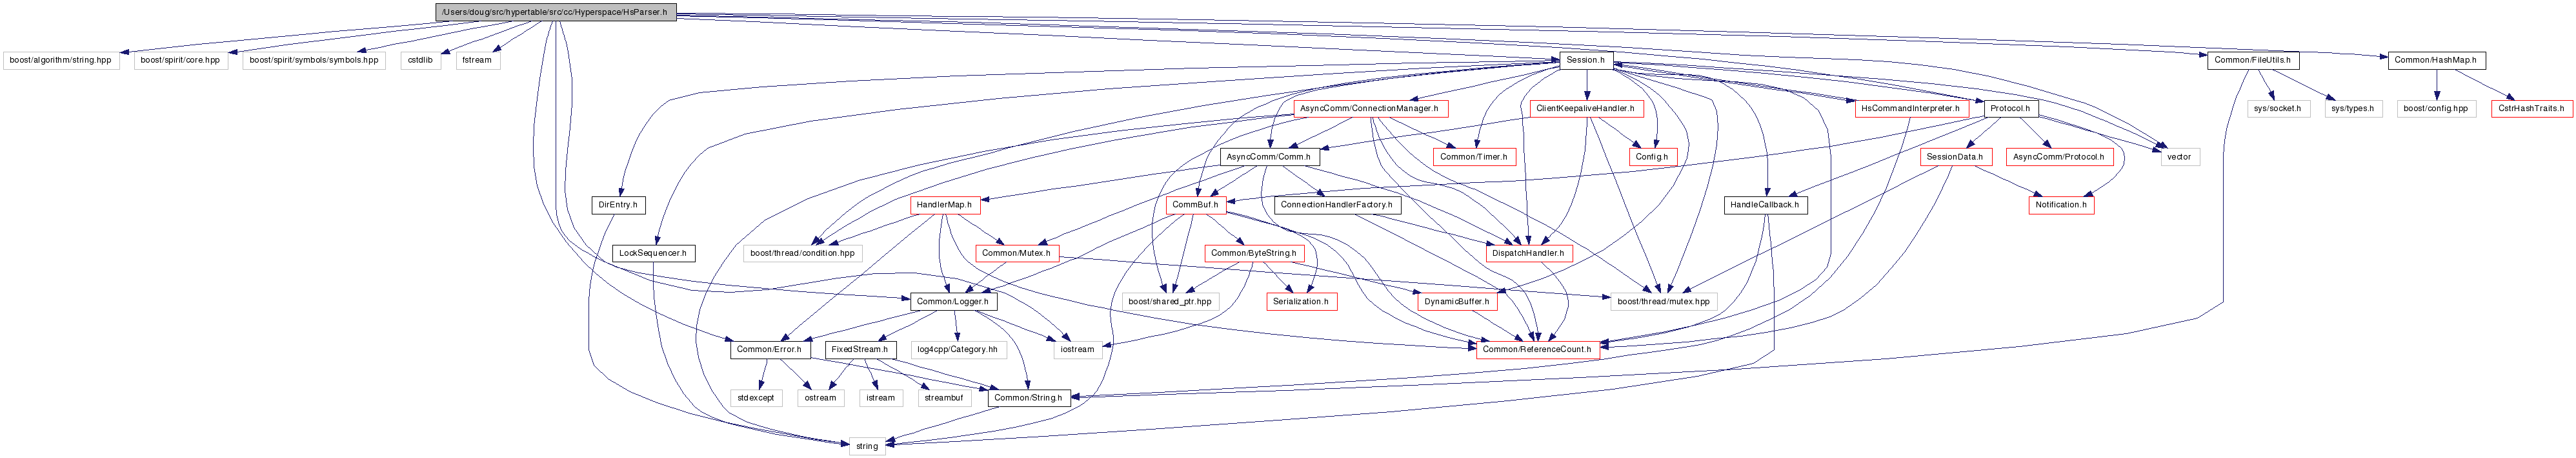 /Users/doug/src/hypertable/src/cc/Hyperspace/HsParser.h
boost/algorithm/string.hpp
boost/spirit/core.hpp
boost/spirit/symbols/symbols.hpp
cstdlib
fstream
Session.h
Common/FileUtils.h
Common/HashMap.h
AsyncComm/ConnectionManager.h
ClientKeepaliveHandler.h
HsCommandInterpreter.h
Protocol.h
sys/socket.h
sys/types.h
boost/config.hpp
CstrHashTraits.h
AsyncComm/Comm.h
Common/Timer.h
Config.h
SessionData.h
AsyncComm/Protocol.h
vector
DirEntry.h
HandlerMap.h
CommBuf.h
ConnectionHandlerFactory.h
HandleCallback.h
Notification.h
LockSequencer.h
boost/thread/condition.hpp
Common/Mutex.h
Common/ByteString.h
DispatchHandler.h
Common/Logger.h
boost/shared_ptr.hpp
Serialization.h
DynamicBuffer.h
boost/thread/mutex.hpp
Common/Error.h
FixedStream.h
log4cpp/Category.hh
iostream
Common/ReferenceCount.h
stdexcept
ostream
istream
streambuf
Common/String.h
string